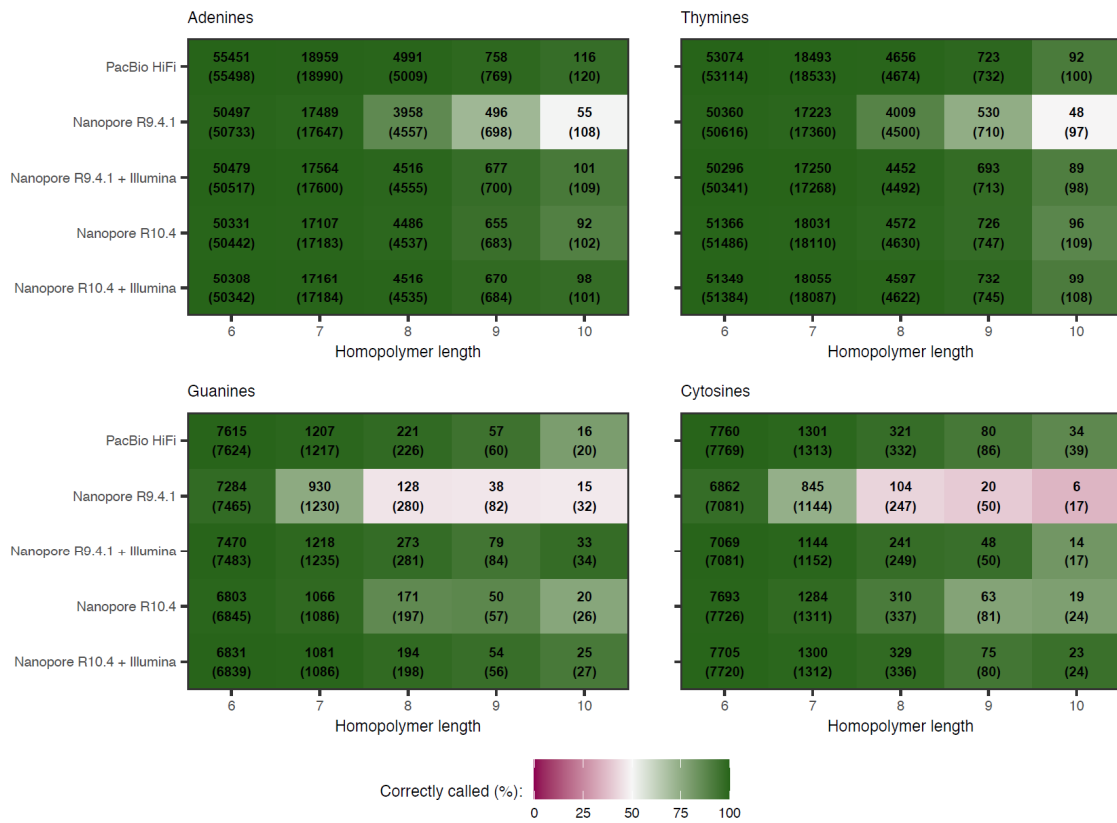 Adenines
Thymines
PacBio HiFi
55451 18959 4991 758 116
(55498) (18990) (5009) (769) (120)
53074 18493 4656 723 92
(53114) (18533) (4674) (732) (100)
Nanopore R9.4.1
50497 17489 3958 496 55
(50733) (17647) (4557) (698) (108)
50360 17223 4009 530 48
(50616) (17360) (4500) (710) (97)
Nanopore R9.4.1 + Illumina
50479 17564 4516 677 101
(50517) (17600) (4555) (700) (109)
50296 17250 4452 693 89
(50341) (17268) (4492) (713) (98)
Nanopore R10.4
50331 17107 4486 655 92
(50442) (17183) (4537) (683) (102)
51366 18031 4572 726 96
(51486) (18110) (4630) (747) (109)
Nanopore R10.4 + Illumina
50308 17161 4516 670 98
(50342) (17184) (4535) (684) (101)
51349 18055 4597 732 99
(51384) (18087) (4622) (745) (108)
6 7 8 9 10
6 7 8 9 10
Homopolymer length
Homopolymer length
Guanines
Cytosines
PacBio HiFi
7615 1207 221 57 16
(7624) (1217) (226) (60) (20)
7760 1301 321 80 34
(7769) (1313) (332) (86) (39)
Nanopore R9.4.1
7284 930 128 38 15
(7465) (1230) (280) (82) (32)
6862 845 104 20 6
(7081) (1144) (247) (50) (17)
Nanopore R9.4.1 + Illumina
7470 1218 273 79 33
(7483) (1235) (281) (84) (34)
7069 1144 241 48 14
(7081) (1152) (249) (50) (17)
Nanopore R10.4
6803 1066 171 50 20
(6845) (1086) (197) (57) (26)
7693 1284 310 63 19
(7726) (1311) (337) (81) (24)
Nanopore R10.4 + Illumina
6831 1081 194 54 25
(6839) (1086) (198) (56) (27)
7705 1300 329 75 23
(7720) (1312) (336) (80) (24)
6 7 8 9 10
6 7 8 9 10
Homopolymer length
Homopolymer length
Correctly called (%):
0 25 50 75 100